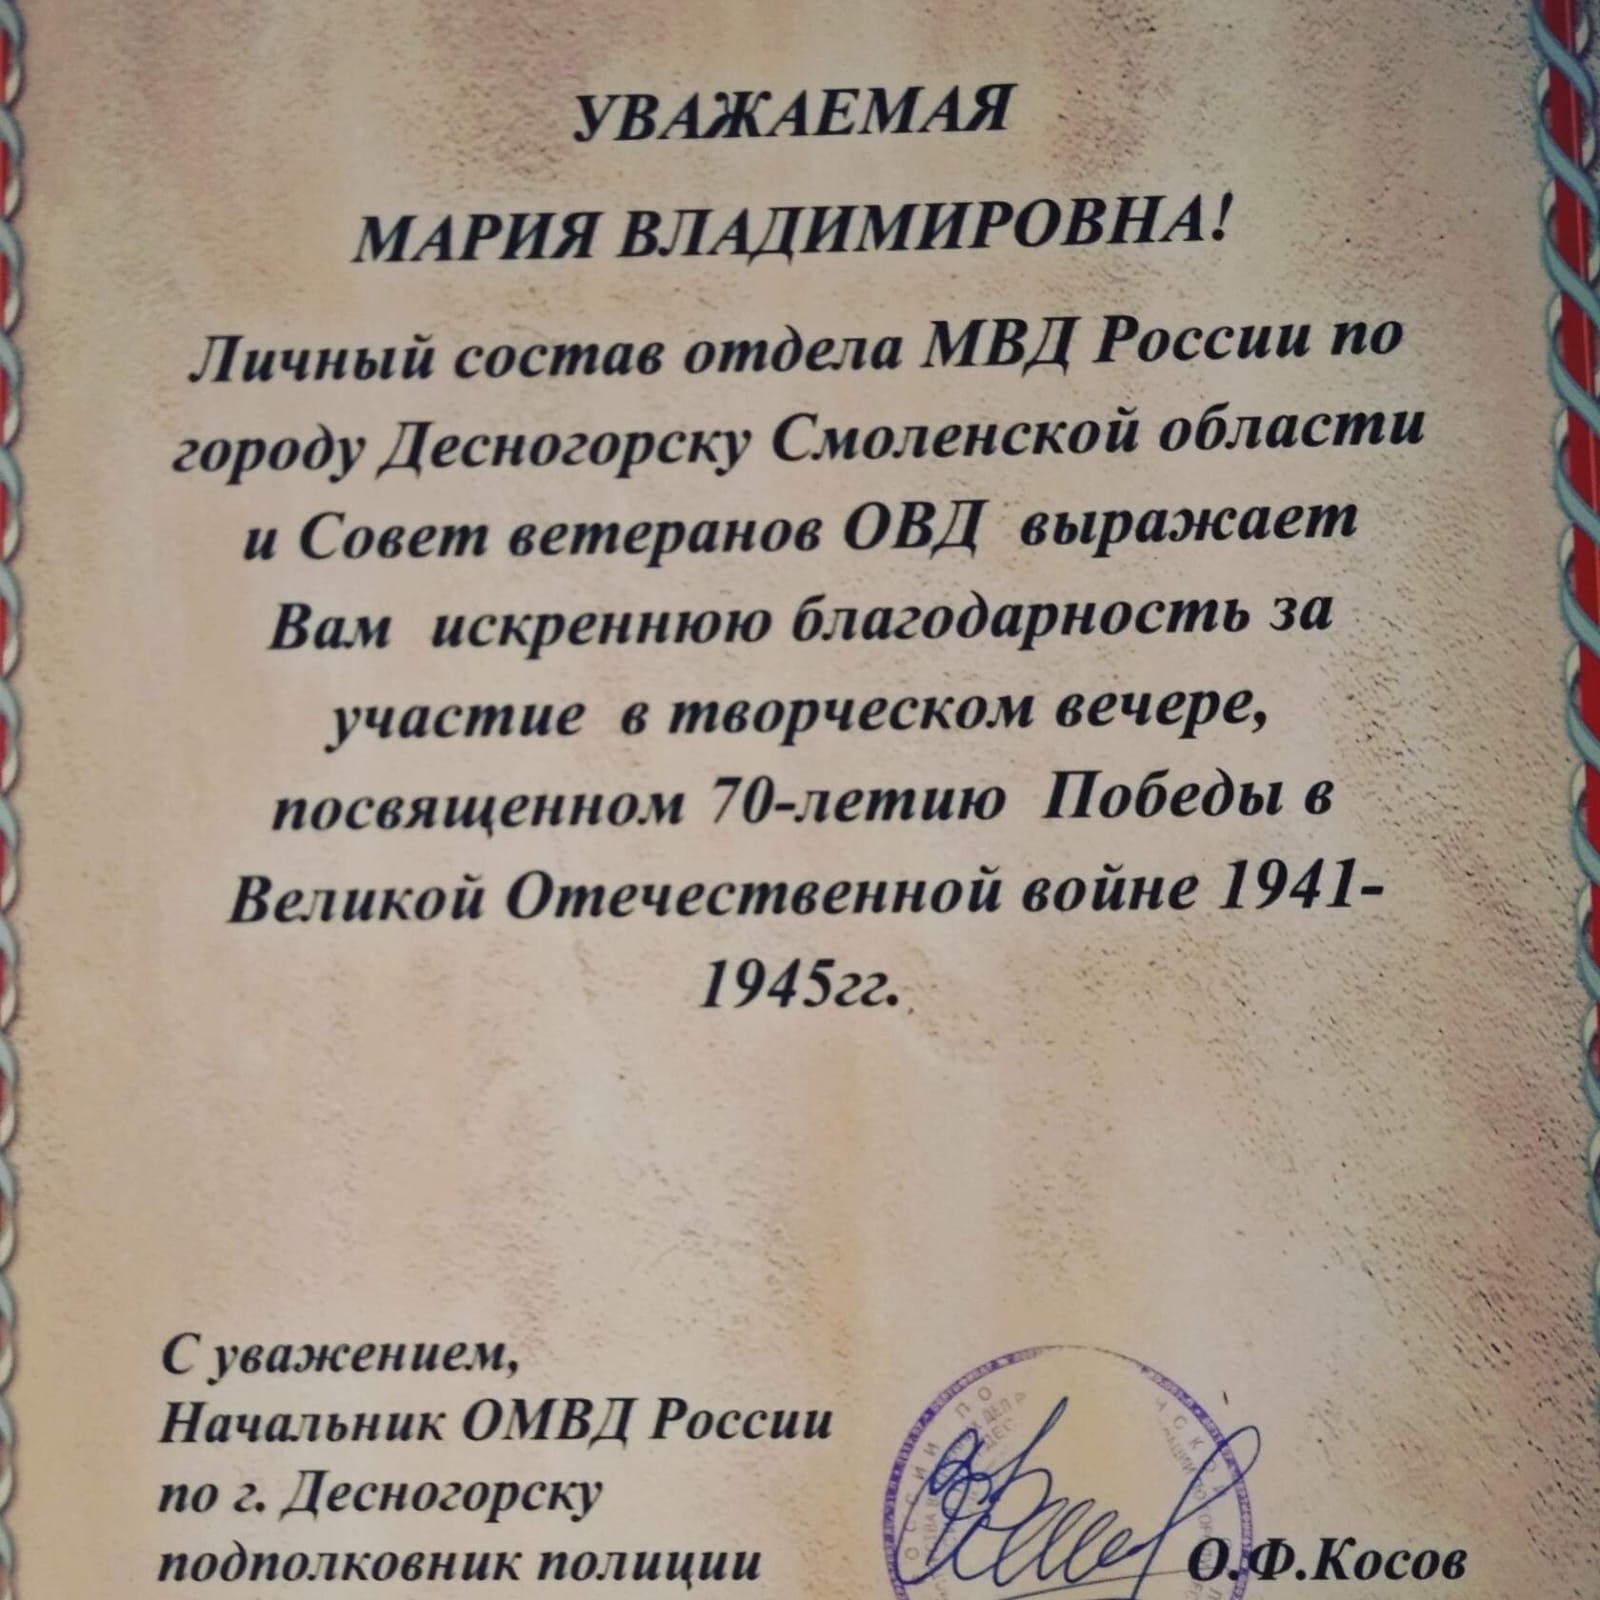 УВАЖАЕМАЯ
МАРИЯ ВЛАДИМИРОВНА!
Личный состав отдела МВД России по
городу Десногорску Смоленской области
и Совет ветеранов ОВД выражает
Вам искреннюю благодарность за
участие в творческом вечере,
посвященном 70-летию Победы в
Великой Отечественной войне 1941-
1945гг.
С уважением,
Начальник ОМВД России
по г. Десногорску
подполковник полиции
О.Ф.Косов